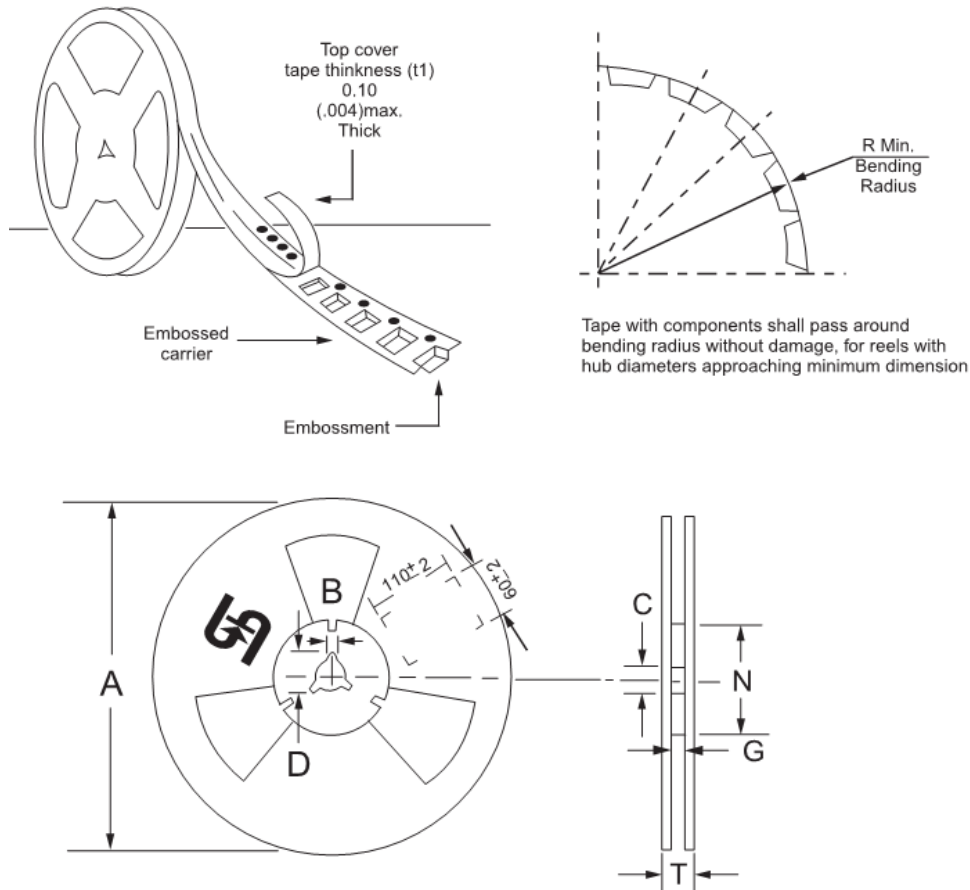 Top cover
tape thinkness (t1)
0.10
(.004)max.
Thick
R Min.
Bending
Radius
Embossed
carrier
Embossment
Tape with components shall pass around
bending radius without damage, for reels with
hub diameters approaching minimum dimension
A
B
110±2
60±2
D
C
N
G
T